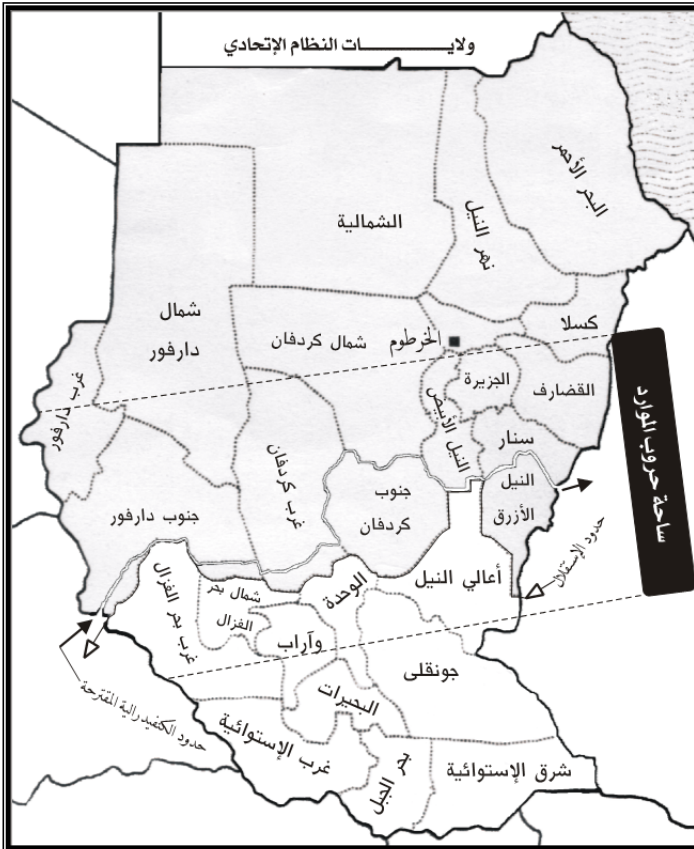 ولايـــــــــــات النظام الإتحادي
البحر الأحمر
نهر النيل
الشمالية
شمال
دارفور
كسلا
الخرطوم
شمال كردفان
القضارف
الجزيرة
غرب دارفور
النيل الأبيض
سنار
ساحة حروب الموارد
النيل
الأزرق
غرب كردفان
جنوب
كردفان
جنوب دارفور
حدود الإستقلال
أعالي النيل
الوحدة
شمال بحر
الغزال
غرب بحر الغزال
وآراب
جونقلى
البحيرات
حدود الكنفيدرالية المقترحة
غرب الإستوائية
بحر الجبل
شرق الإستوائية